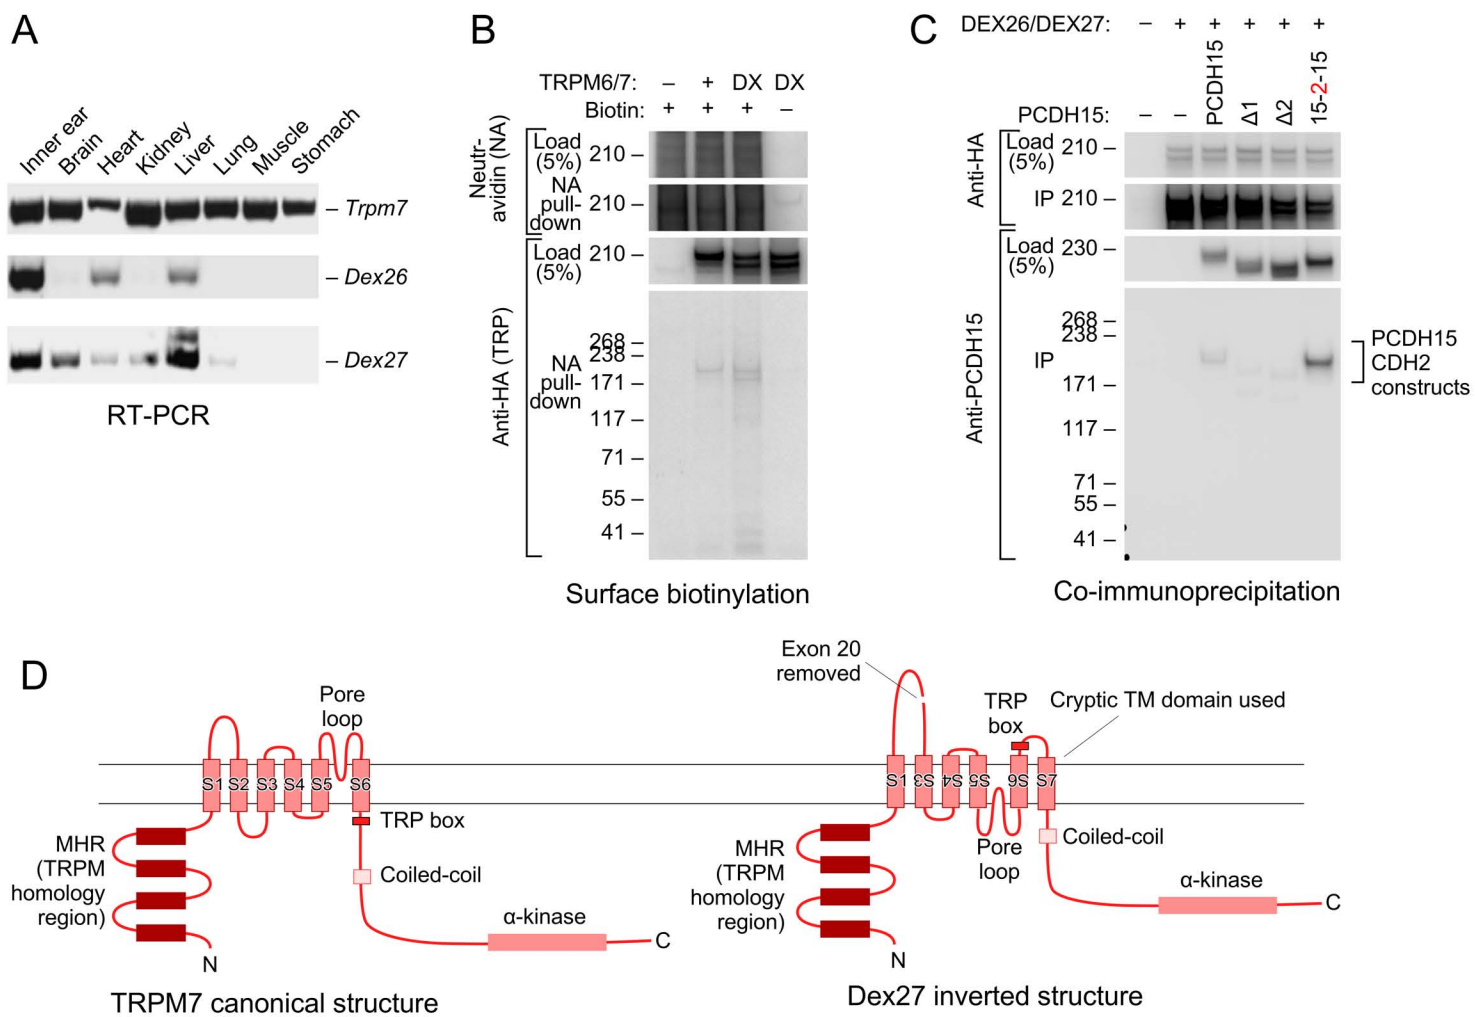 A
Inner ear
Brain
Heart
Kidney
Liver
Lung
Muscle
Stomach
– Trpm7
– Dex26
– Dex27
RT-PCR
B
TRPM6/7: – + DX DX
Biotin: + + + –
Neutr-
avidin (NA)
Load
(5%)
210 –
NA
pull-
down
210 –
Anti-HA (TRP)
Load
(5%)
210 –
NA
pull-
down
268 –
238 –
171 –
117 –
71 –
55 –
41 –
Surface biotinylation
C
DEX26/DEX27: – + + + + +
PCDH15: – – PCDH15 Δ1 Δ2 15-2-15
Anti-HA
Load
(5%)
210 –
IP 210 –
Anti-PCDH15
Load
(5%)
230 –
IP
268 –
238 –
171 –
117 –
71 –
55 –
41 –
PCDH15
CDH2
constructs
Co-immunoprecipitation
D
Pore
loop
S1 S2 S3 S4 S5 S6
TRP box
Coiled-coil
MHR
(TRPM
homology
region)
α-kinase
N
C
TRPM7 canonical structure
Exon 20
removed
TRP
box
Cryptic TM domain used
S1 S3 S4 S5 S6 S7
Pore
loop
Coiled-coil
MHR
(TRPM
homology
region)
α-kinase
N
C
Dex27 inverted structure